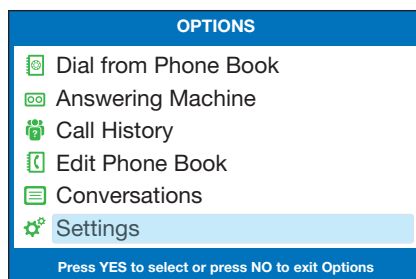 OPTIONS
Dial from Phone Book
Answering Machine
Call History
Edit Phone Book
Conversations
Settings
Press YES to select or press NO to exit Options